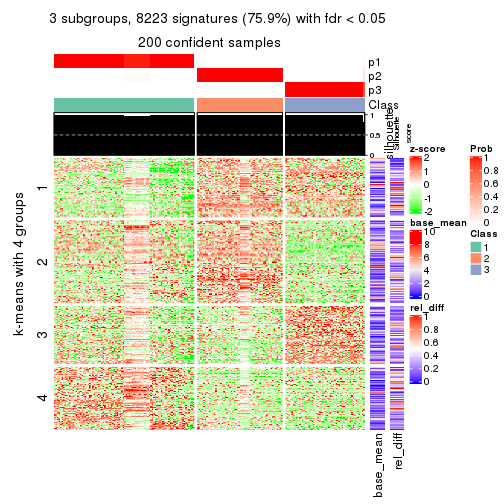 3 subgroups, 8223 signatures (75.9%) with fdr < 0.05
200 confident samples
p1
p2
p3
Class
1
0.5
0
silhouette
Silhouette
score
k-means with 4 groups
1
2
3
4
base_mean
rel_diff
z-score
2
1
0
-1
-2
base_mean
10
8
6
4
2
0
rel_diff
1
0.8
0.6
0.4
0.2
0
Prob
1
0.8
0.6
0.4
0.2
0
Class
1
2
3